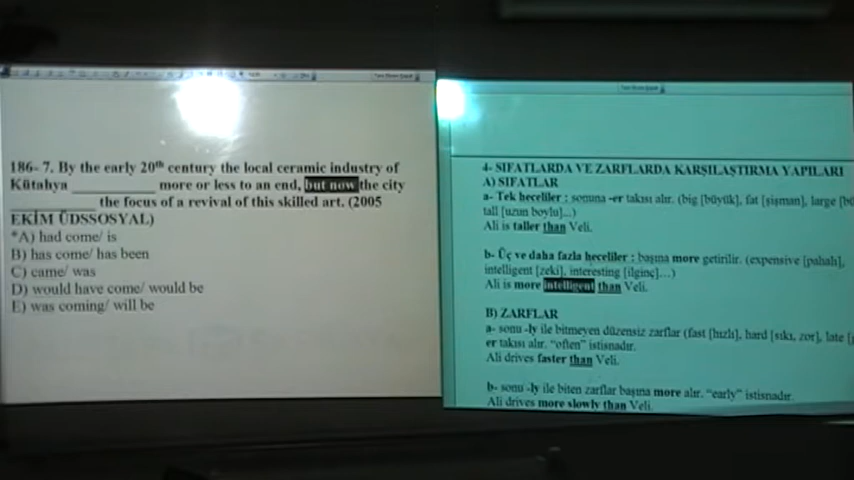 186- 7. By the early 20th century the local ceramic industry of
Kütahya __________ more or less to an end, but now the city
__________ the focus of a revival of this skilled art. (2005
EKİM ÜDSSOSYAL)
*A) had come/ is
B) has come/ has been
C) came/ was
D) would have come/ would be
E) was coming/ will be
4- SIFATLARDA VE ZARFLARDA KARŞILAŞTIRMA YAPILARI
A) SIFATLAR
a- Tek heceliler : sonuna -er takısı alır. (big [büyük], fat [şişman], large
tall [uzun boylu]...)
Ali is taller than Veli.
b- Üç ve daha fazla heceliler : başına more getirilir. (expensive [pahalı],
intelligent [zeki], interesting [ilginç]...)
Ali is more intelligent than Veli.
B) ZARFLAR
a- sonu -ly ile bitmeyen düzensiz zarflar (fast [hızlı], hard [sıkı, zor], late
er takısı alır. "often" istisnadır.
Ali drives faster than Veli.
b- sonu -ly ile biten zarflar başına more alır. "early" istisnadır.
Ali drives more slowly than Veli.